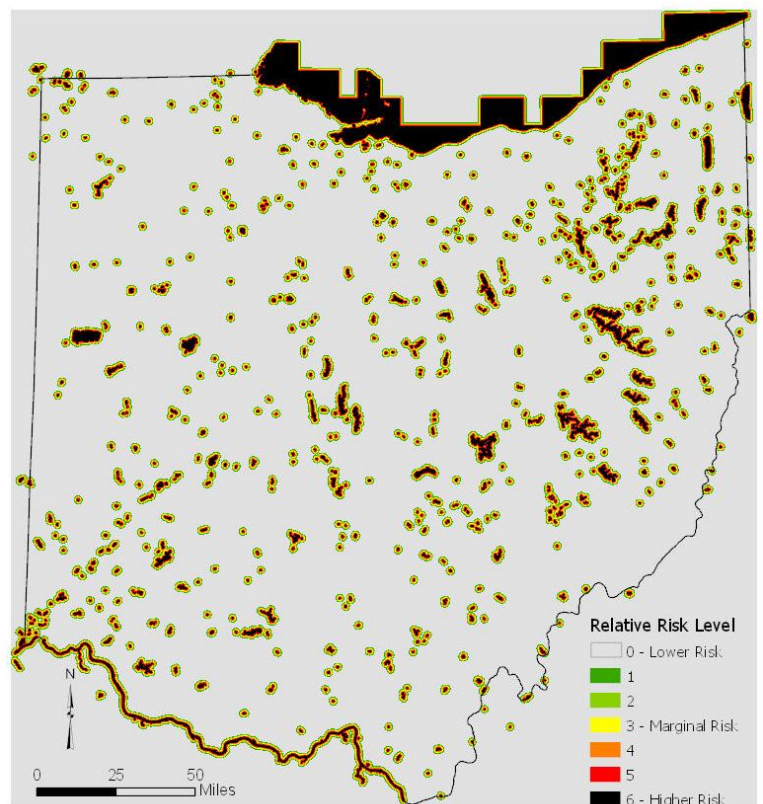 Relative Risk Level
0 - Lower Risk
1
2
3 - Marginal Risk
4
5
6 - Higher Risk
N
0 25 50
Miles